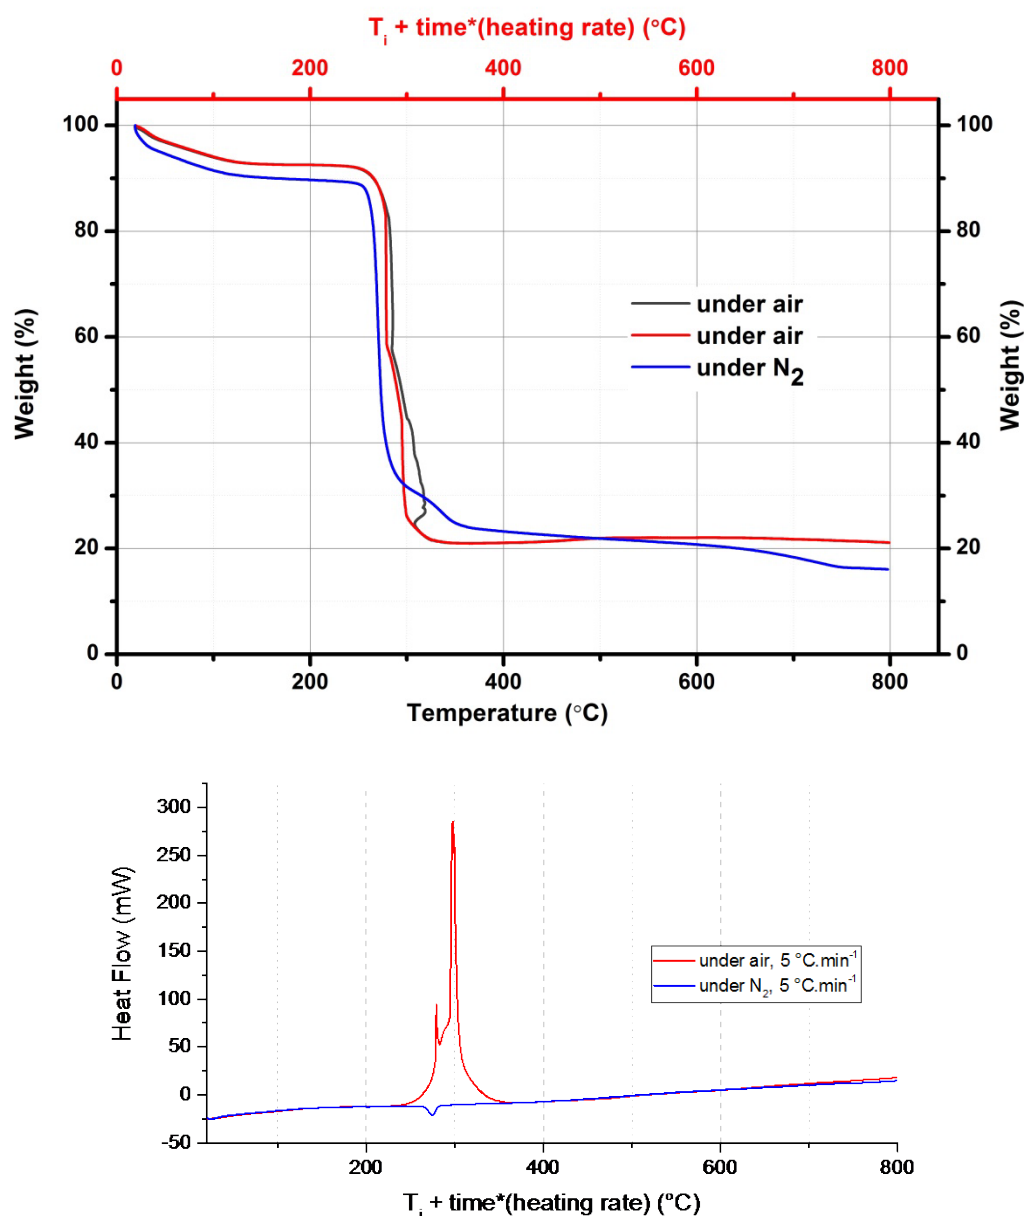 Tᵢ + time*(heating rate) (°C)
0 200 400 600 800
100 100
80 80
under air
under air
under N₂
60 60
40 40
20 20
0 0
Weight (%)
Weight (%)
0 200 400 600 800
Temperature (°C)
300
250
200
150
100
50
0
-50
Heat Flow (mW)
under air, 5 °C.min⁻¹
under N₂, 5 °C.min⁻¹
200 400 600 800
Tᵢ + time*(heating rate) (ºC)